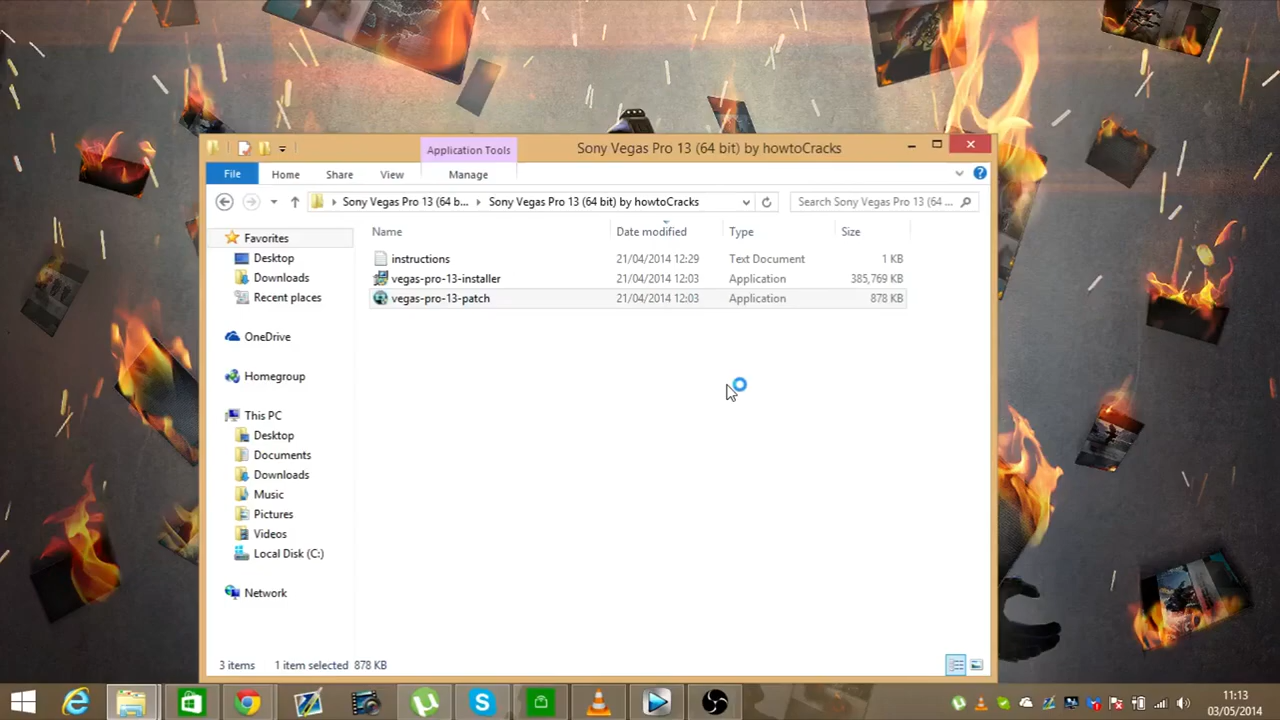 Application Tools
Sony Vegas Pro 13 (64 bit) by howtoCracks
File
Home
Share
View
Manage
Sony Vegas Pro 13 (64 b...
Sony Vegas Pro 13 (64 bit) by howtoCracks
Search Sony Vegas Pro 13 (64 ...
Name
Date modified
Type
Size
Favorites
Desktop
Downloads
Recent places
OneDrive
Homegroup
This PC
Desktop
Documents
Downloads
Music
Pictures
Videos
Local Disk (C:)
Network
instructions 21/04/2014 12:29 Text Document 1 KB
vegas-pro-13-installer 21/04/2014 12:03 Application 385,769 KB
vegas-pro-13-patch 21/04/2014 12:03 Application 878 KB
3 items 1 item selected 878 KB
11:13
03/05/2014